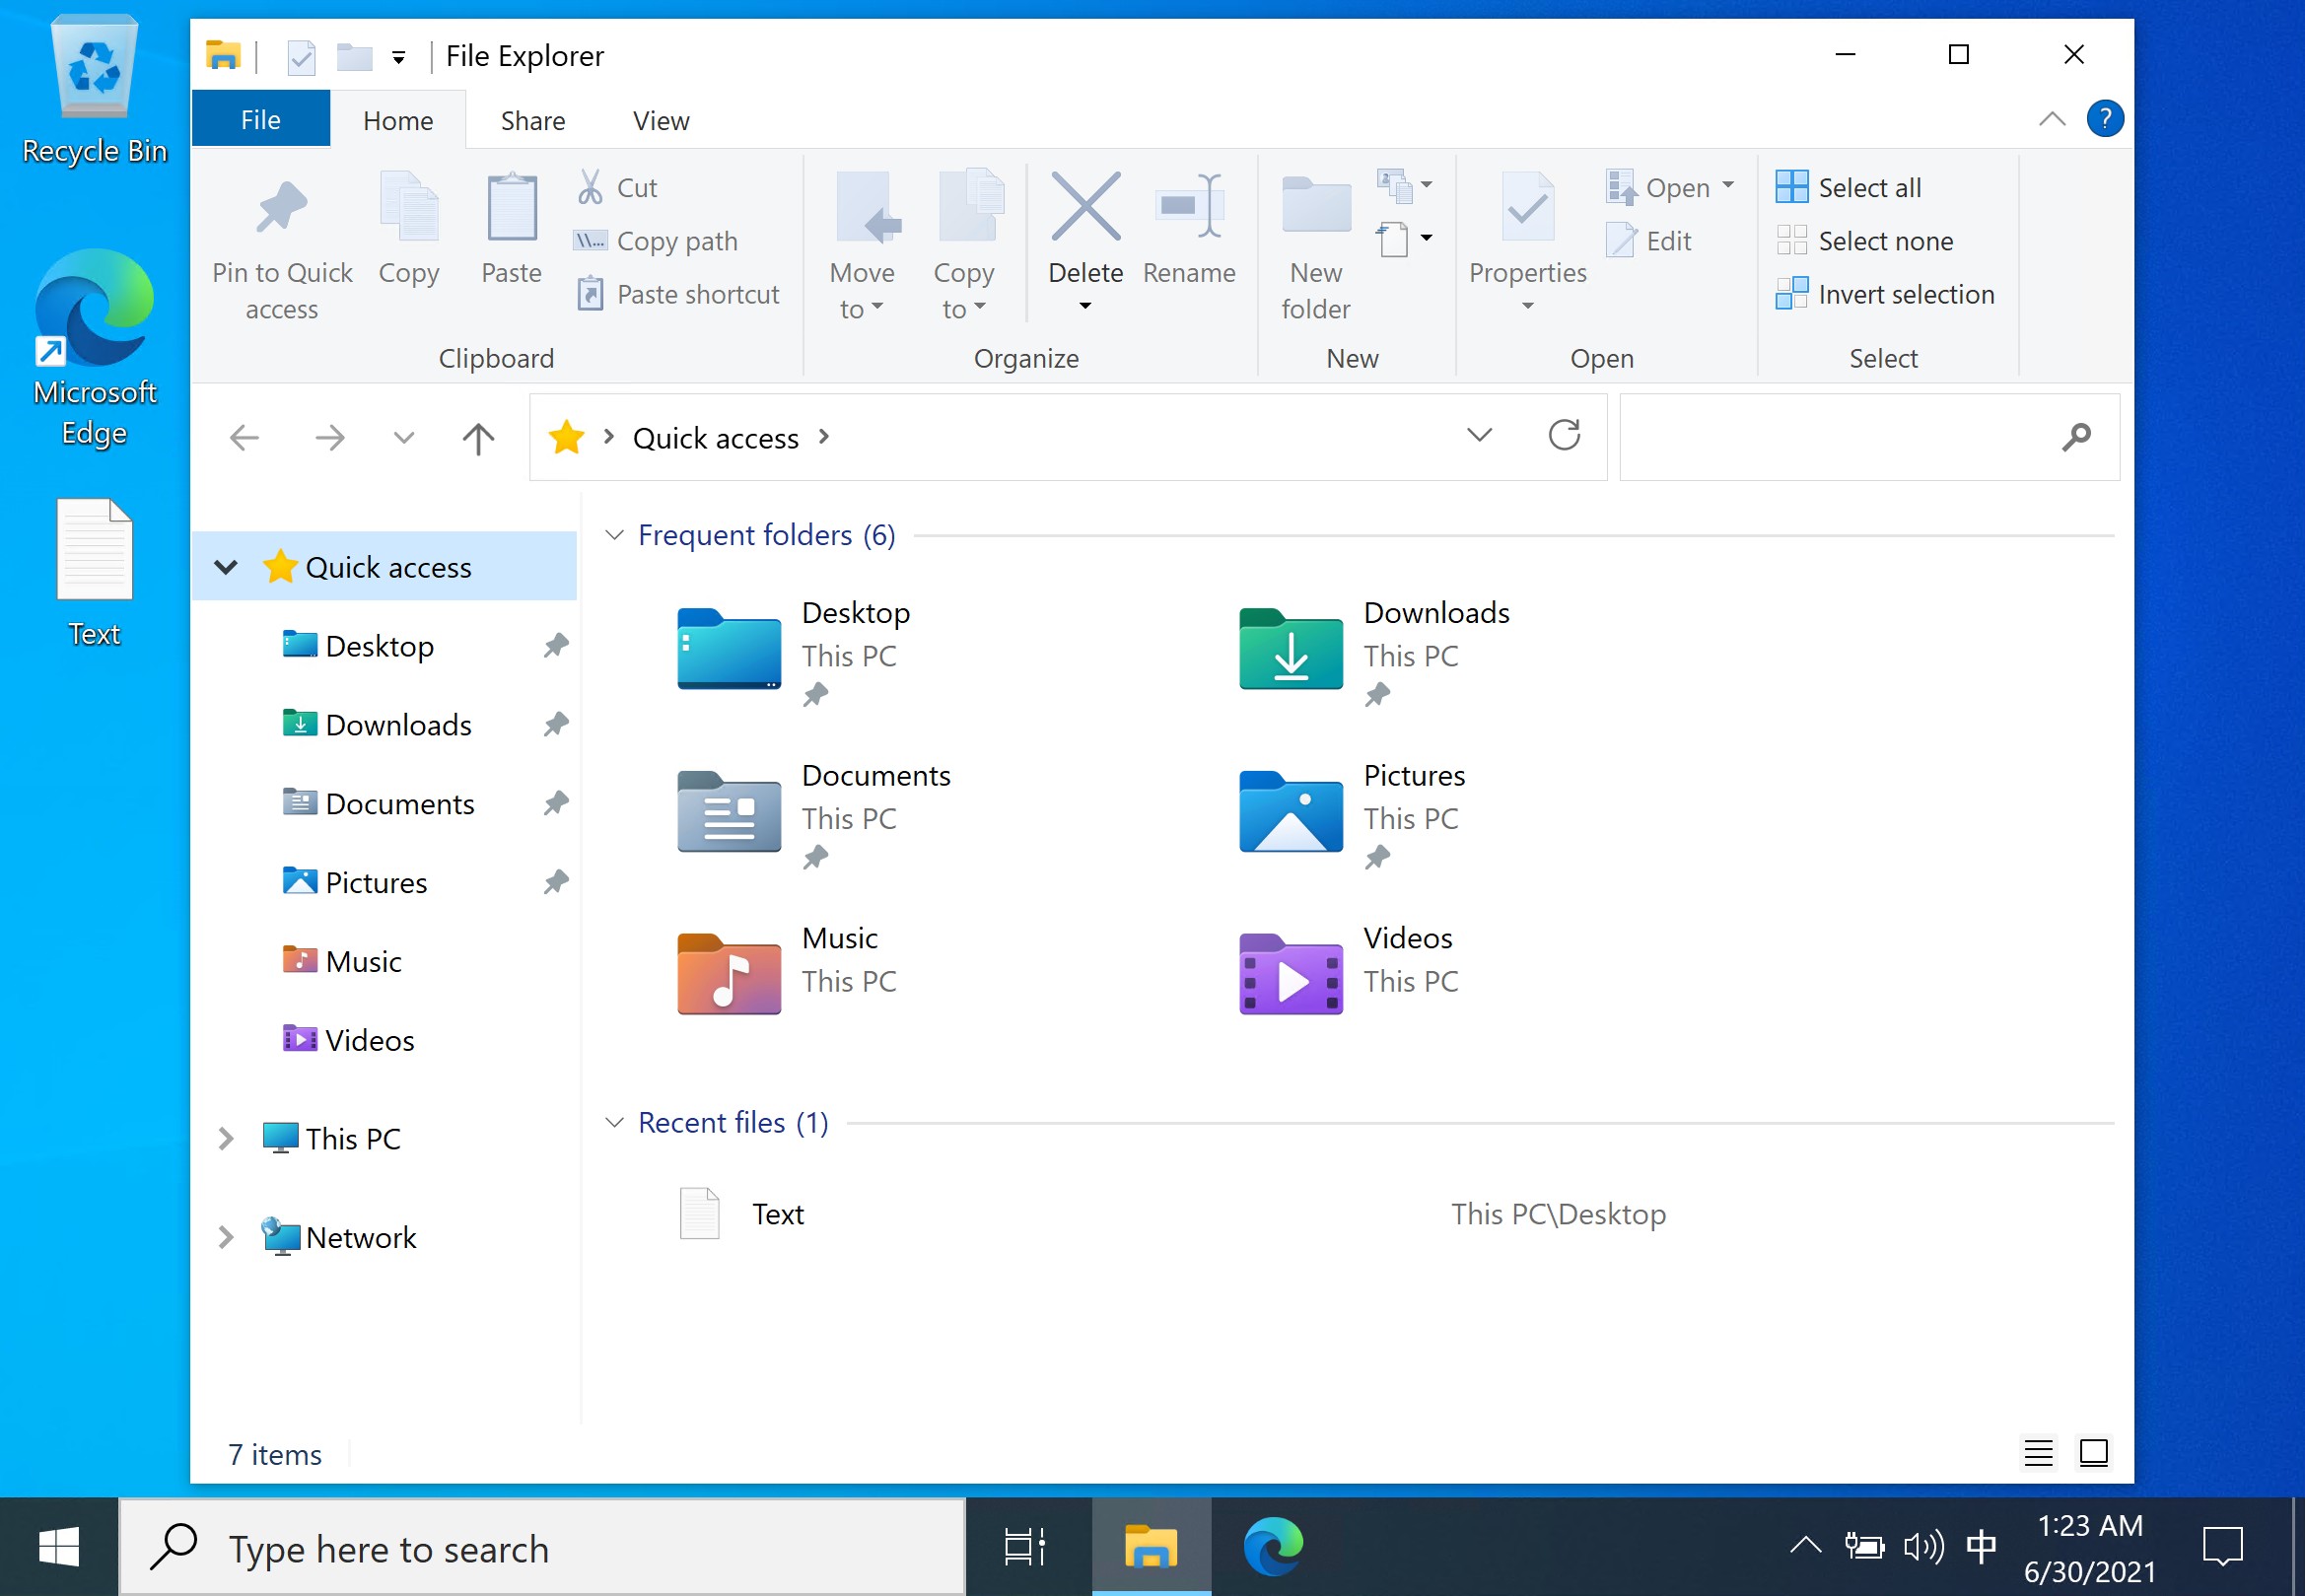 Recycle Bin
Microsoft
Edge
Text
File Explorer
File
Home
Share
View
?
Pin to Quick
access
Copy
Paste
Cut
\\...
Copy path
Paste shortcut
Clipboard
Move
to
Copy
to
Delete
Rename
Organize
New
folder
New
Properties
Open
Edit
Open
Select all
Select none
Invert selection
Select
Quick access
Quick access
Desktop
Downloads
Documents
Pictures
Music
Videos
This PC
Network
Frequent folders (6)
Desktop
This PC
Downloads
This PC
Documents
This PC
Pictures
This PC
Music
This PC
Videos
This PC
Recent files (1)
Text
This PC\Desktop
7 items
Type here to search
中
1:23 AM
6/30/2021